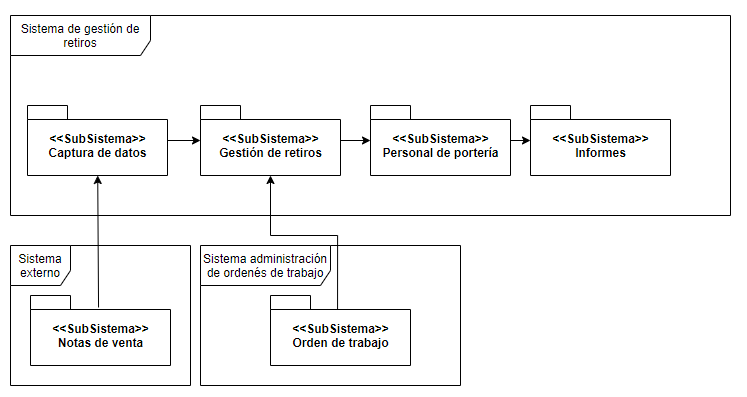 Sistema de gestión de
retiros
<<SubSistema>>
Captura de datos
<<SubSistema>>
Gestión de retiros
<<SubSistema>>
Personal de portería
<<SubSistema>>
Informes
Sistema
externo
<<SubSistema>>
Notas de venta
Sistema administración
de ordenés de trabajo
<<SubSistema>>
Orden de trabajo